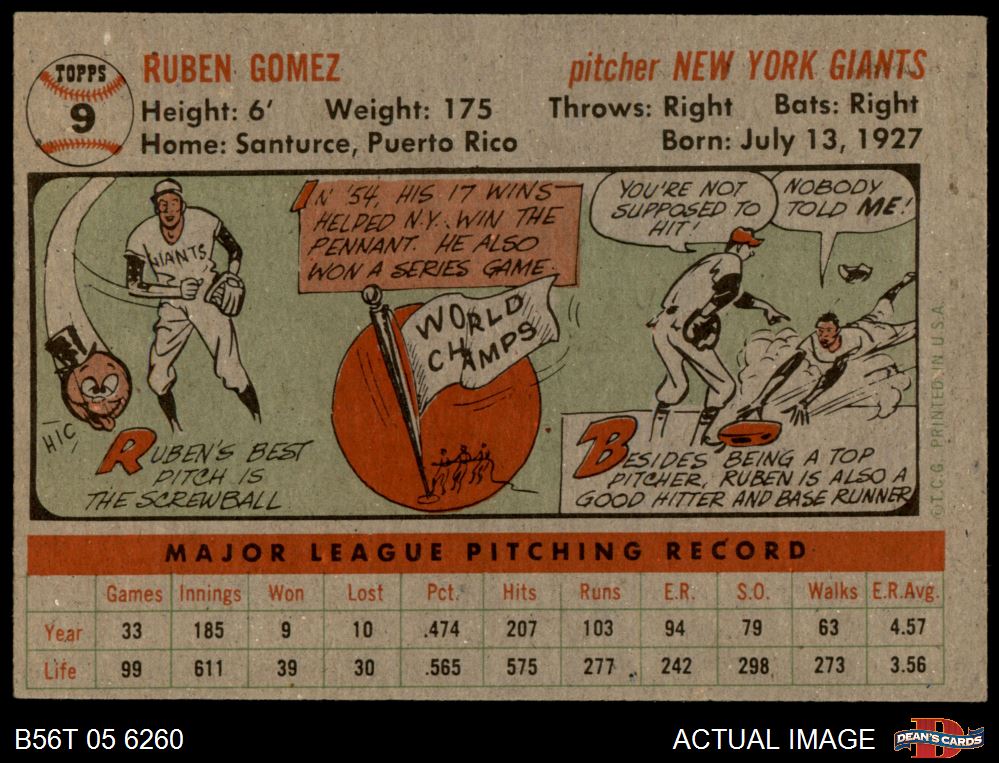 TOPPS
9
RUBEN GOMEZ
pitcher NEW YORK GIANTS
Height: 6' Weight: 175 Throws: Right Bats: Right
Home: Santurce, Puerto Rico Born: July 13, 1927
GIANTS
HIC
RUBEN'S BEST
PITCH IS
THE SCREWBALL
IN '54, HIS 17 WINS
HELPED N.Y. WIN THE
PENNANT. HE ALSO
WON A SERIES GAME.
WORLD
CHAMPS
YOU'RE NOT
SUPPOSED TO
HIT!
NOBODY
TOLD ME!
BESIDES BEING A TOP
PITCHER, RUBEN IS ALSO A
GOOD HITTER AND BASE RUNNER
©T.C.G. PRINTED IN U.S.A.
MAJOR LEAGUE PITCHING RECORD
Games Innings Won Lost Pct. Hits Runs E.R. S.O. Walks E.R.Avg.
Year 33 185 9 10 .474 207 103 94 79 63 4.57
Life 99 611 39 30 .565 575 277 242 298 273 3.56
B56T 05 6260
ACTUAL IMAGE
D
DEAN'S CARDS